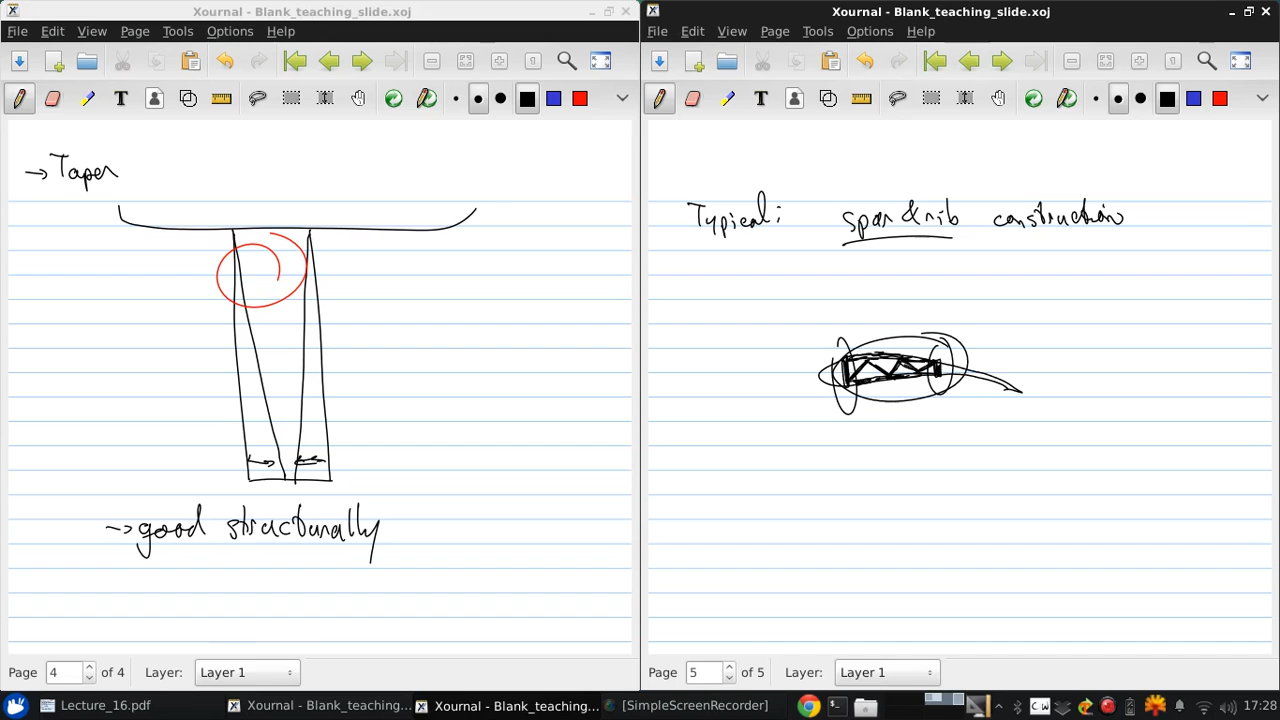 Xournal - Blank_teaching_slide.xoj
File Edit View Page Tools Options Help
→ Taper
→ good structurally
Page 4 of 4 Layer: Layer 1
Xournal - Blank_teaching_slide.xoj
File Edit View Page Tools Options Help
Typical: spar & rib construction
Page 5 of 5 Layer: Layer 1
Lecture_16.pdf Xournal - Blank_teaching_slide.... Xournal - Blank_teaching_slide.... [SimpleScreenRecorder] 17:28